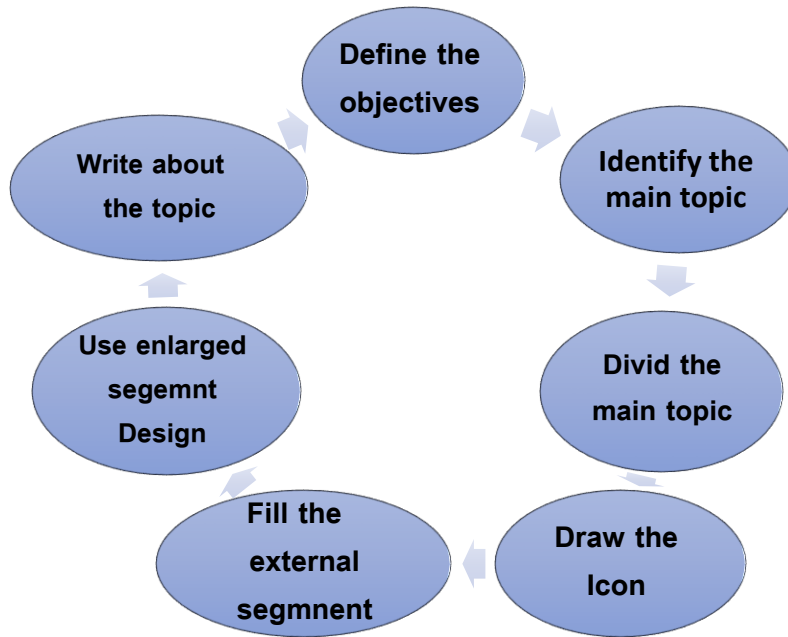 Define the
objectives
Identify the
main topic
Divid the
main topic
Draw the
Icon
Fill the
external
segmnent
Use enlarged
segemnt
Design
Write about
the topic